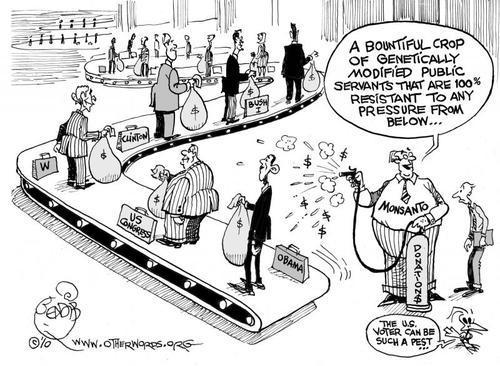 A BOUNTIFUL CROP
OF GENETICALLY
MODIFIED PUBLIC
SERVANTS THAT ARE 100%
RESISTANT TO ANY
PRESSURE FROM
BELOW...
CLINTON
BUSH
W
US
CONGRESS
OBAMA
MONSANTO
DONATIONS
$
$
$
$
$
$
$
THE U.S.
VOTER CAN BE
SUCH A PEST...
WWW.OTHERWORDS.ORG